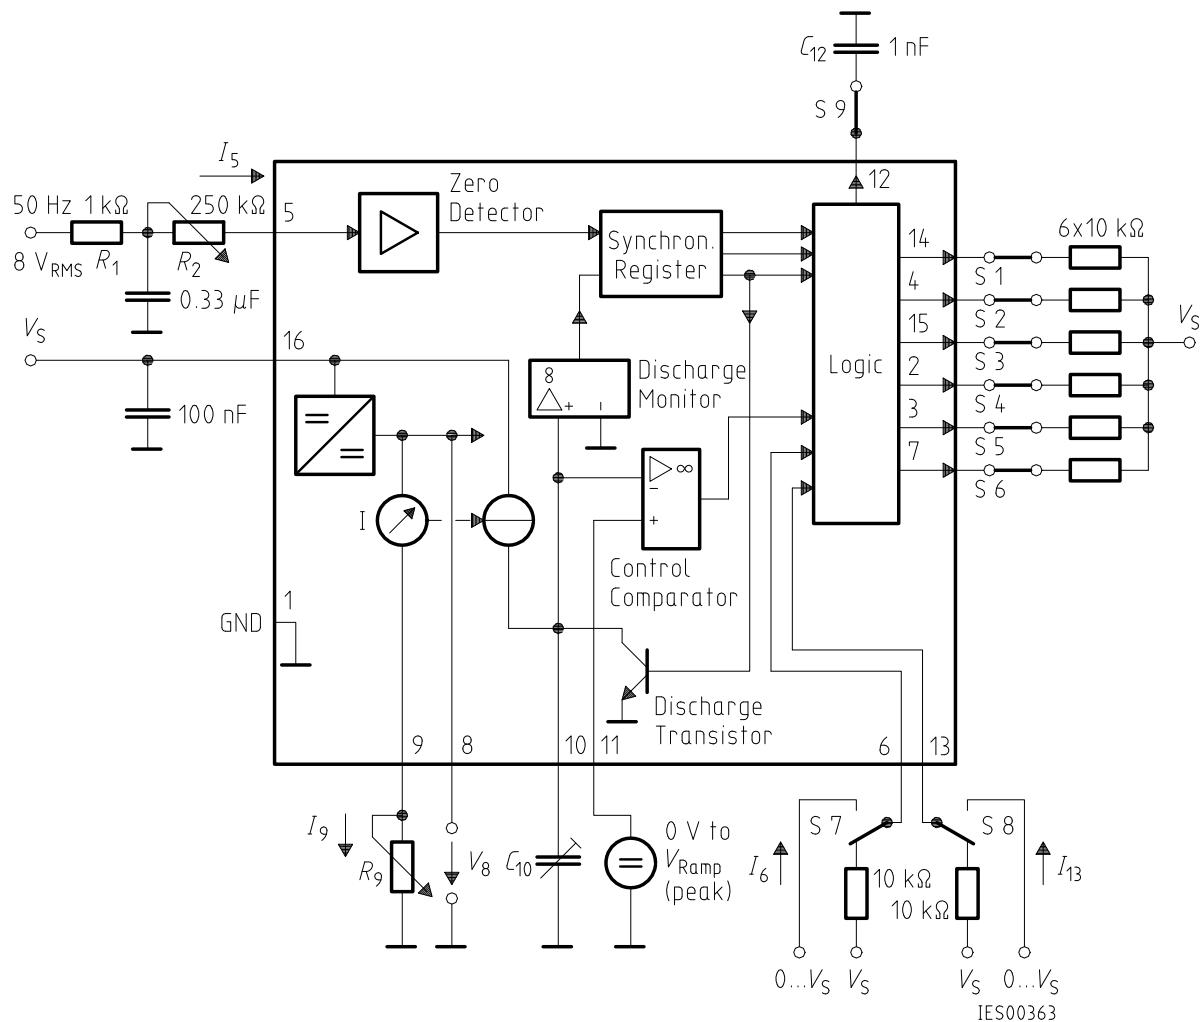 C12 1 nF
S 9
I5
12
50 Hz 1 kΩ 250 kΩ 5
Zero
Detector
8 VRMS R1 R2
Synchron.
Register
14
6x10 kΩ
S 1
4
0.33 µF
S 2
VS 16
15
VS
S 3
8
+ –
Discharge
Monitor
Logic
2
S 4
100 nF
3
S 5
7
S 6
∞
–
+
I
Control
Comparator
1
GND
Discharge
Transistor
9 8 10 11 6 13
I9
R9
V8
C10
0 V to
VRamp
(peak)
S 7 S 8
I6
10 kΩ
10 kΩ
I13
0...VS VS VS 0...VS
IES00363